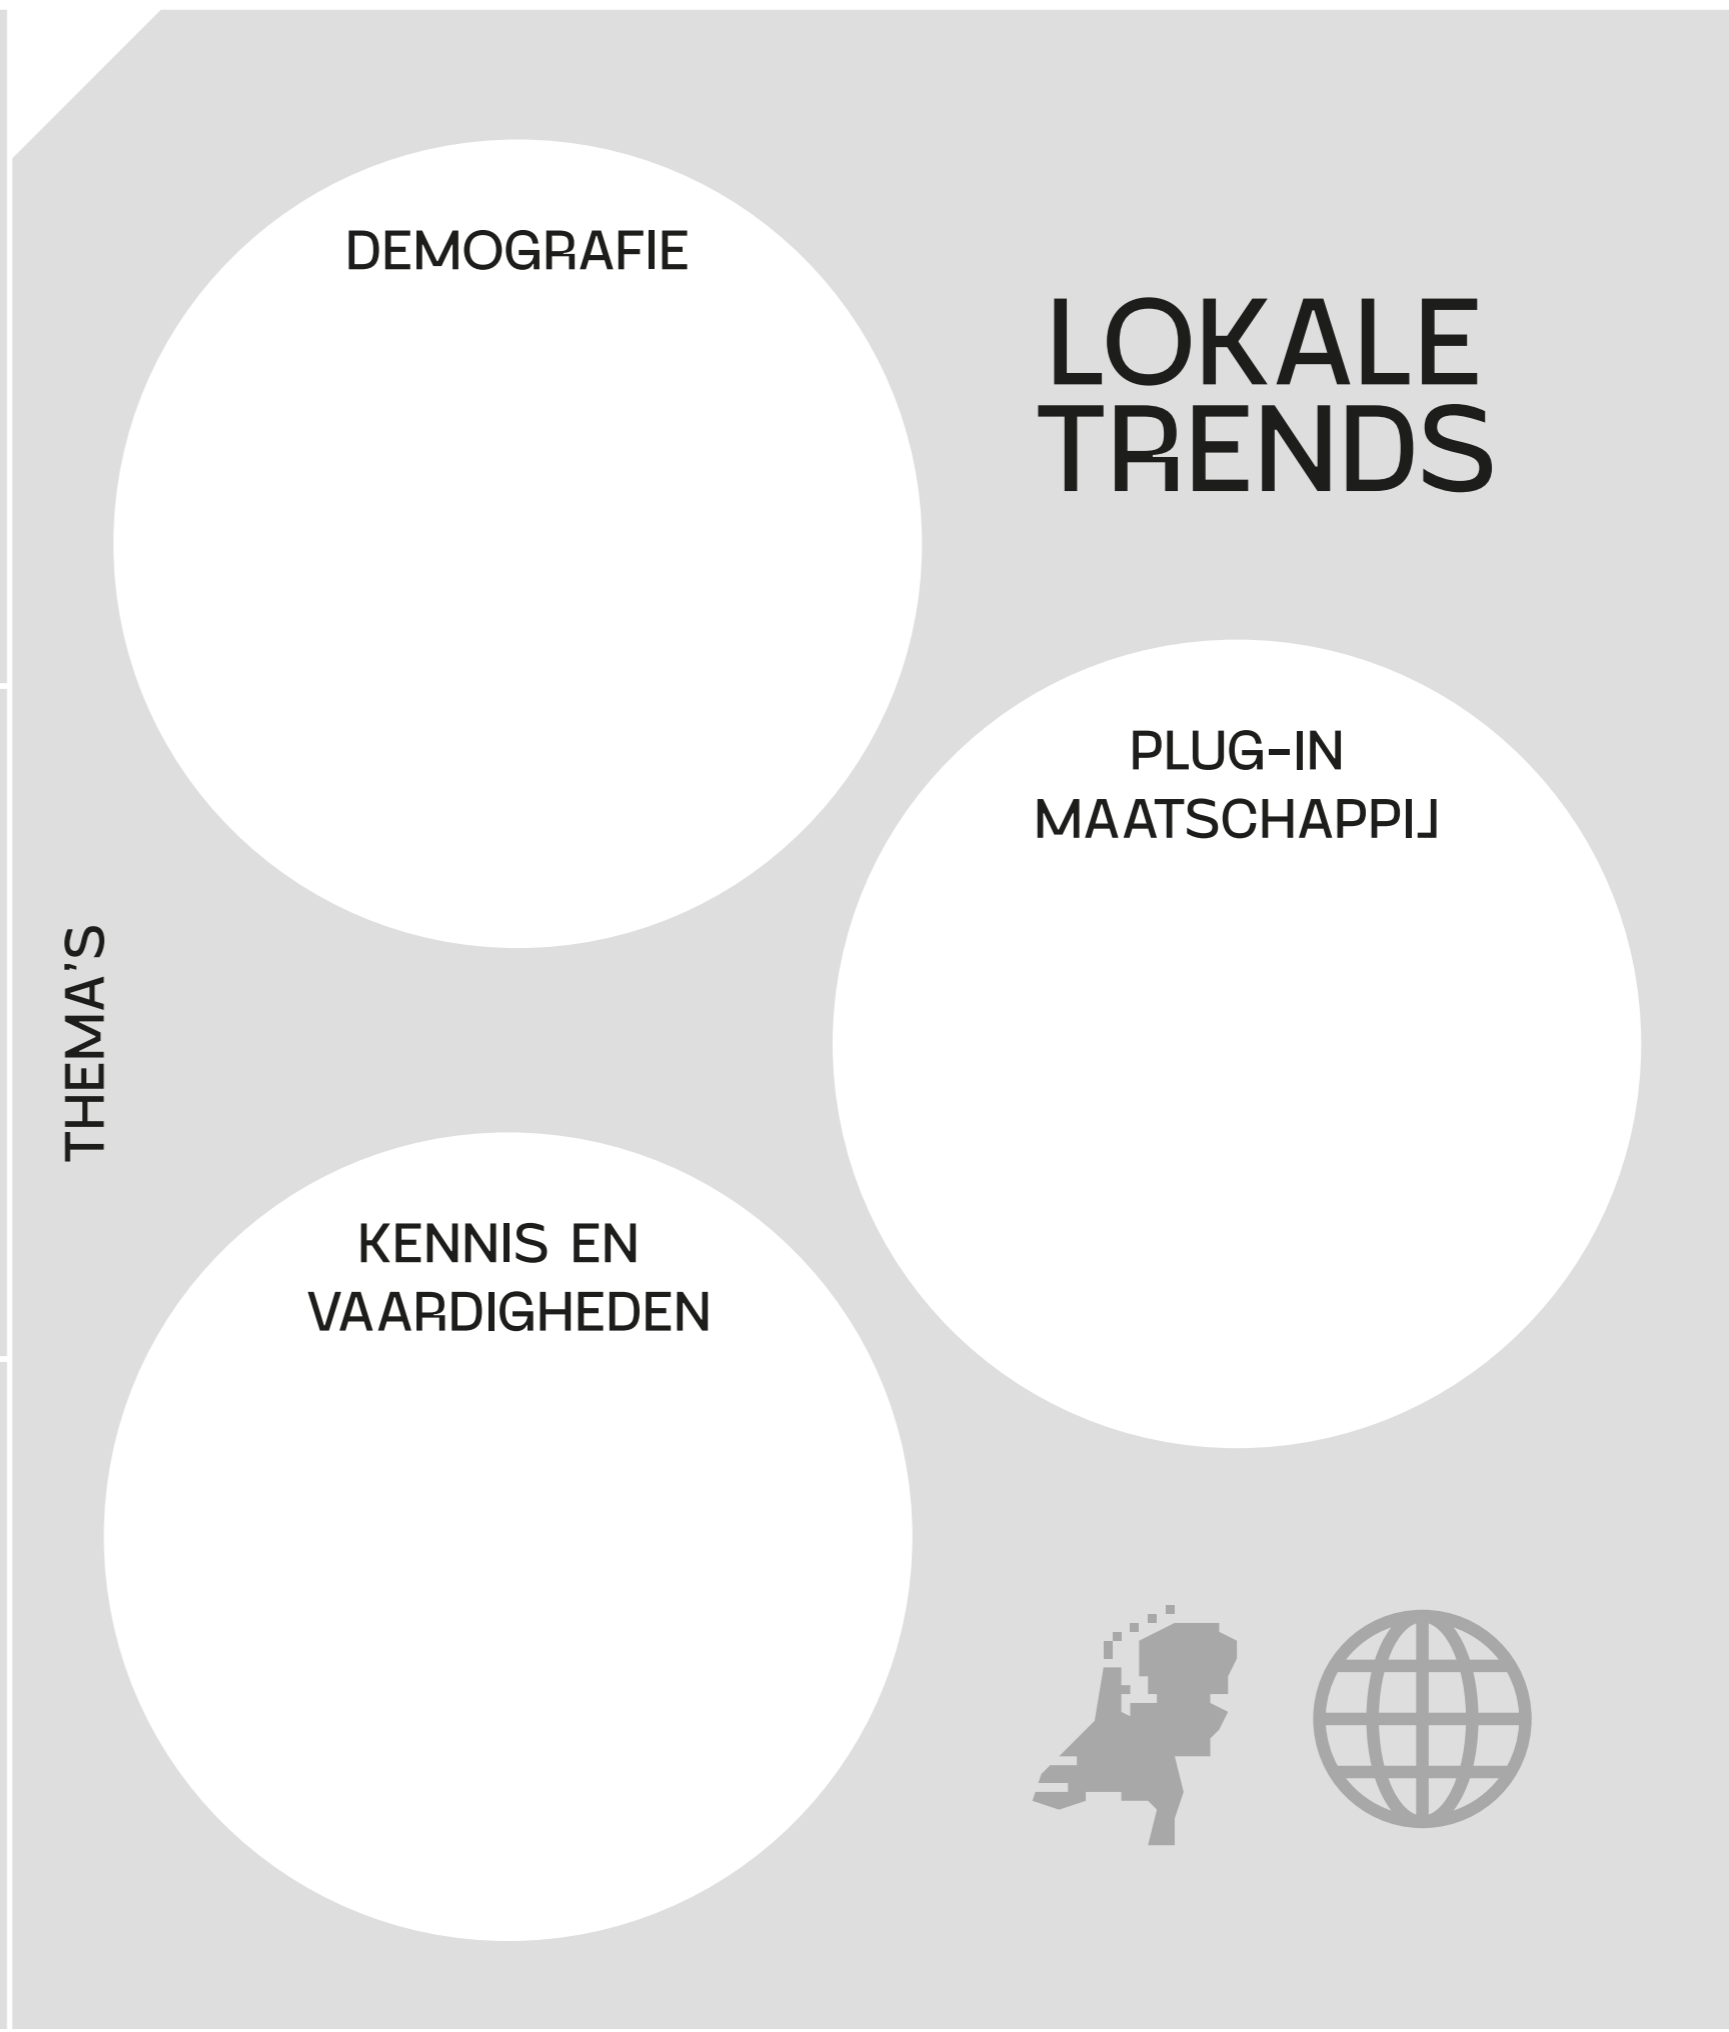 DEMOGRAFIE
LOKALE
TRENDS
PLUG-IN
MAATSCHAPPIJ
THEMA'S
KENNIS EN
VAARDIGHEDEN